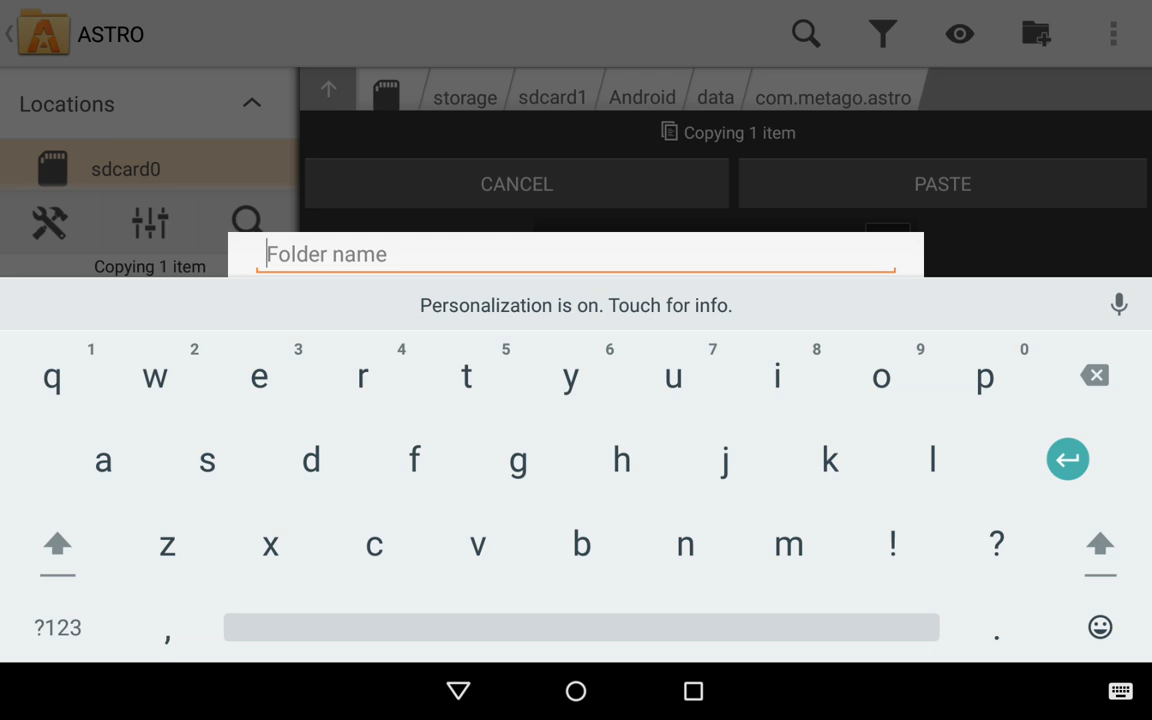 ASTRO
Locations
sdcard0
Copying 1 item
storage sdcard1 Android data com.metago.astro
Copying 1 item
CANCEL PASTE
Folder name
Personalization is on. Touch for info.
1 2 3 4 5 6 7 8 9 0
q w e r t y u i o p
a s d f g h j k l
z x c v b n m ! ?
?123 , .